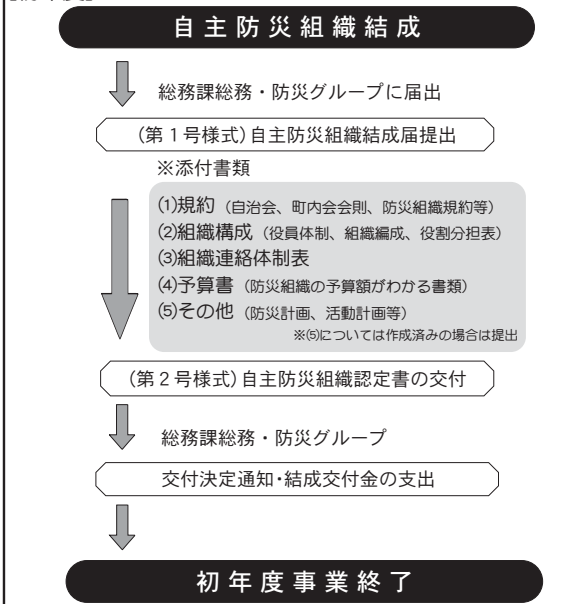 自主防災組織結成
総務課総務・防災グループに届出
(第１号様式)自主防災組織結成届提出
※添付書類
⑴規約（自治会、町内会会則、防災組織規約等）
⑵組織構成（役員体制、組織編成、役割分担表）
⑶組織連絡体制表
⑷予算書（防災組織の予算額がわかる書類）
⑸その他（防災計画、活動計画等）
※⑸については作成済みの場合は提出
(第２号様式)自主防災組織認定書の交付
総務課総務・防災グループ
交付決定通知・結成交付金の支出
初年度事業終了